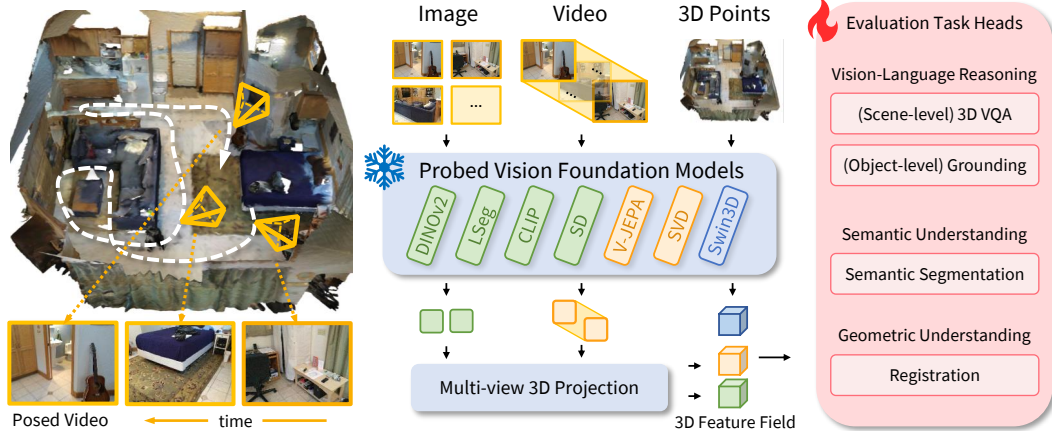 Image
Video
3D Points
...
...
...
Probed Vision Foundation Models
DINOv2
LSeg
CLIP
SD
V-JEPA
SVD
Swin3D
Multi-view 3D Projection
3D Feature Field
Posed Video
time
Evaluation Task Heads
Vision-Language Reasoning
(Scene-level) 3D VQA
(Object-level) Grounding
Semantic Understanding
Semantic Segmentation
Geometric Understanding
Registration